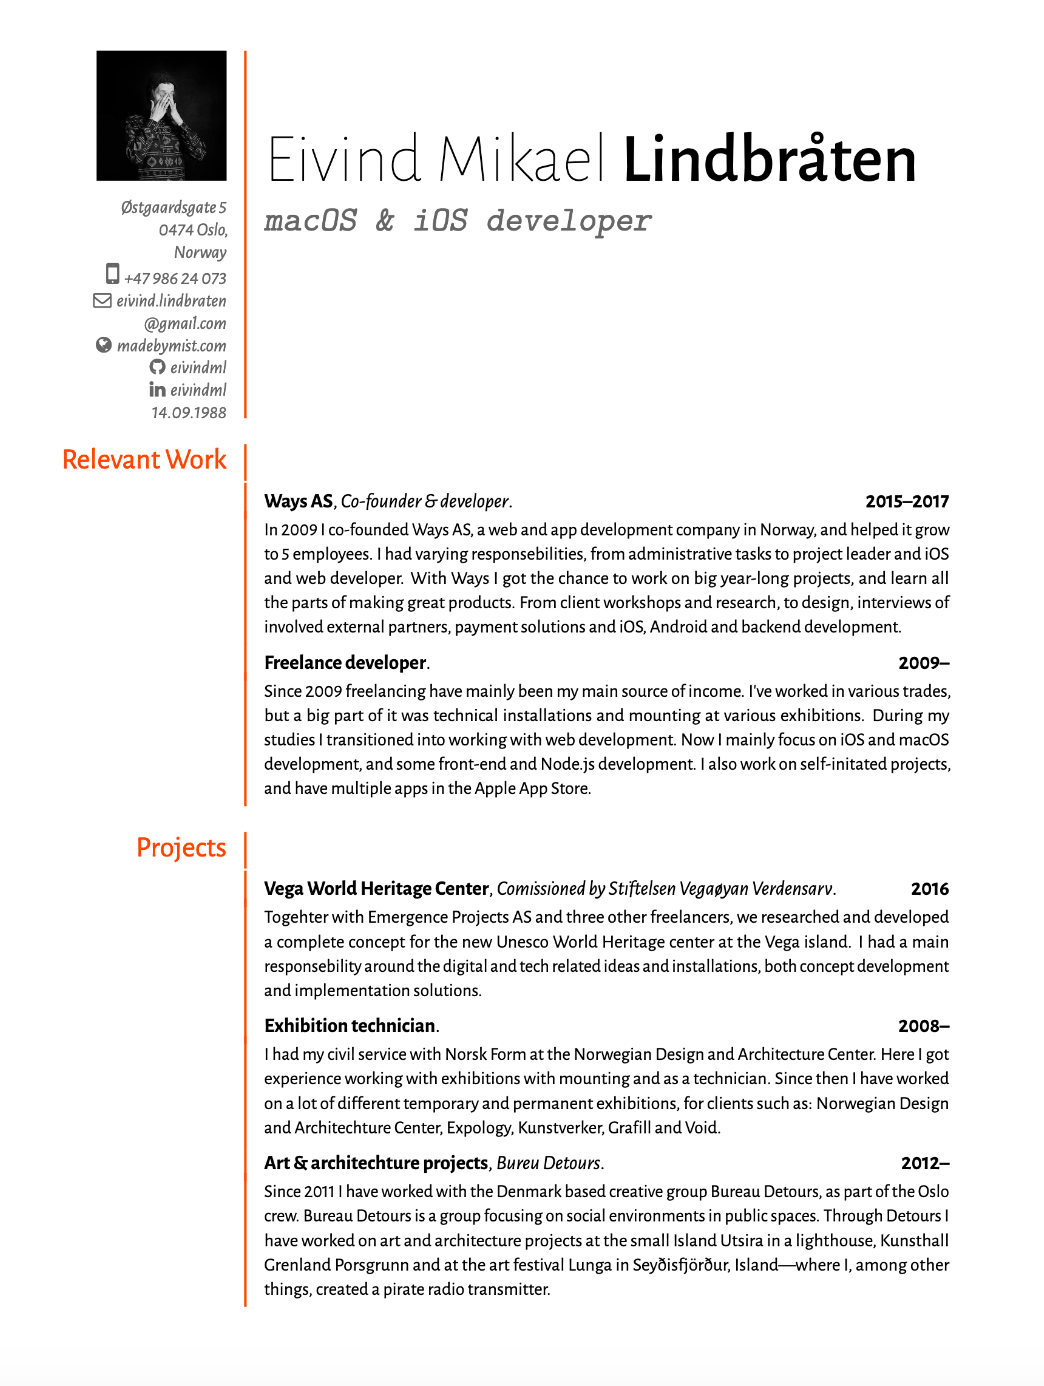 Eivind Mikael Lindbråten
macOS & iOS developer
Østgaardsgate 5
0474 Oslo,
Norway
+47 986 24 073
eivind.lindbraten
@gmail.com
madebymist.com
eivindml
eivindml
14.09.1988
Relevant Work
Ways AS, Co-founder & developer. 2015–2017
In 2009 I co-founded Ways AS, a web and app development company in Norway, and helped it grow
to 5 employees. I had varying responsebilities, from administrative tasks to project leader and iOS
and web developer. With Ways I got the chance to work on big year-long projects, and learn all
the parts of making great products. From client workshops and research, to design, interviews of
involved external partners, payment solutions and iOS, Android and backend development.
Freelance developer. 2009–
Since 2009 freelancing have mainly been my main source of income. I've worked in various trades,
but a big part of it was technical installations and mounting at various exhibitions. During my
studies I transitioned into working with web development. Now I mainly focus on iOS and macOS
development, and some front-end and Node.js development. I also work on self-initated projects,
and have multiple apps in the Apple App Store.
Projects
Vega World Heritage Center, Comissioned by Stiftelsen Vegaøyan Verdensarv. 2016
Togehter with Emergence Projects AS and three other freelancers, we researched and developed
a complete concept for the new Unesco World Heritage center at the Vega island. I had a main
responsebility around the digital and tech related ideas and installations, both concept development
and implementation solutions.
Exhibition technician. 2008–
I had my civil service with Norsk Form at the Norwegian Design and Architecture Center. Here I got
experience working with exhibitions with mounting and as a technician. Since then I have worked
on a lot of different temporary and permanent exhibitions, for clients such as: Norwegian Design
and Architechture Center, Expology, Kunstverker, Grafill and Void.
Art & architechture projects, Bureu Detours. 2012–
Since 2011 I have worked with the Denmark based creative group Bureau Detours, as part of the Oslo
crew. Bureau Detours is a group focusing on social environments in public spaces. Through Detours I
have worked on art and architecture projects at the small Island Utsira in a lighthouse, Kunsthall
Grenland Porsgrunn and at the art festival Lunga in Seyðisfjörður, Island—where I, among other
things, created a pirate radio transmitter.